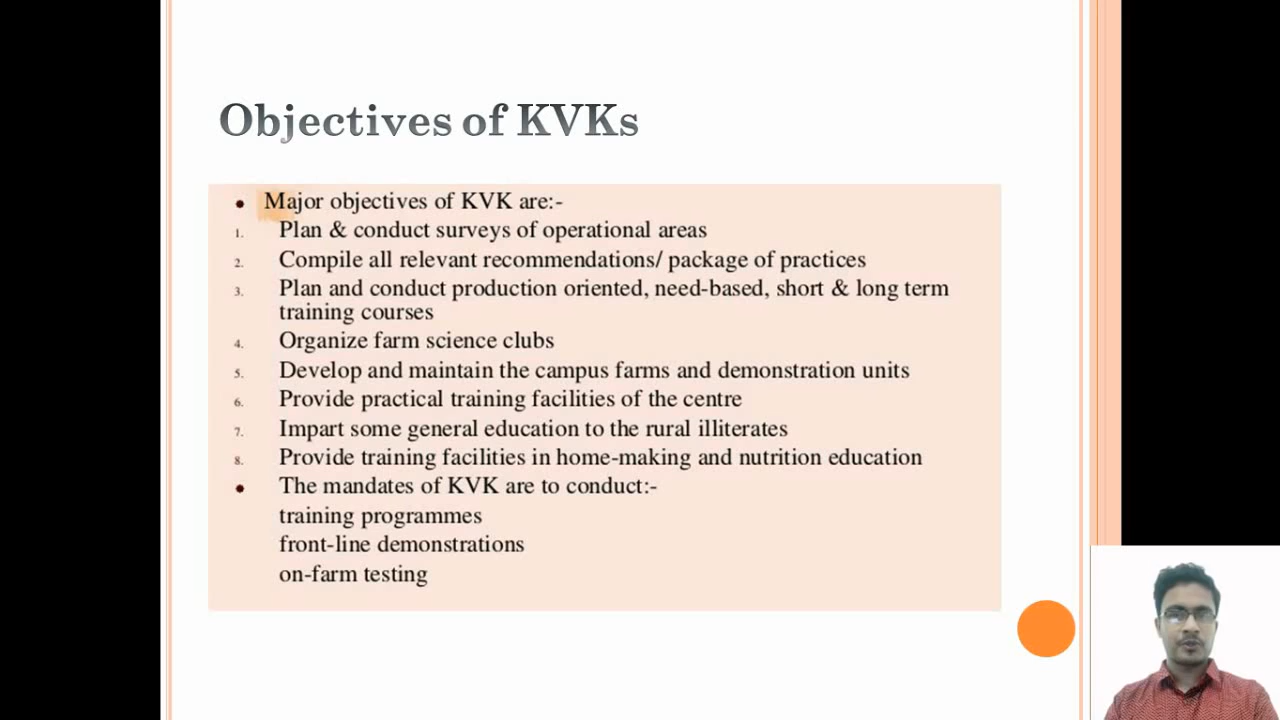 Objectives of KVKs
• Major objectives of KVK are:-
1. Plan & conduct surveys of operational areas
2. Compile all relevant recommendations/ package of practices
3. Plan and conduct production oriented, need-based, short & long term
training courses
4. Organize farm science clubs
5. Develop and maintain the campus farms and demonstration units
6. Provide practical training facilities of the centre
7. Impart some general education to the rural illiterates
8. Provide training facilities in home-making and nutrition education
• The mandates of KVK are to conduct:-
training programmes
front-line demonstrations
on-farm testing